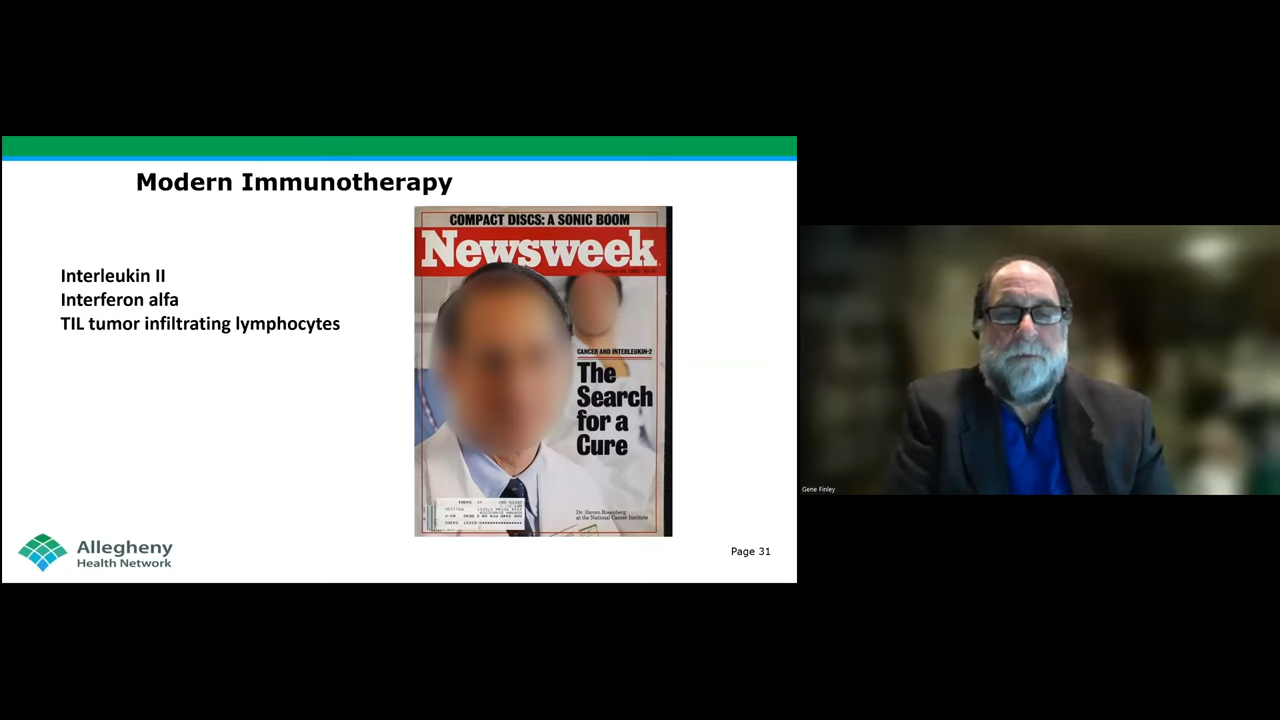 Modern Immunotherapy
Interleukin II
Interferon alfa
TIL tumor infiltrating lymphocytes
COMPACT DISCS: A SONIC BOOM
Newsweek
CANCER AND INTERLEUKIN-2
The
Search
for a
Cure
Dr. Steven Rosenberg
at the National Cancer Institute
Allegheny
Health Network
Page 31
Gene Finley